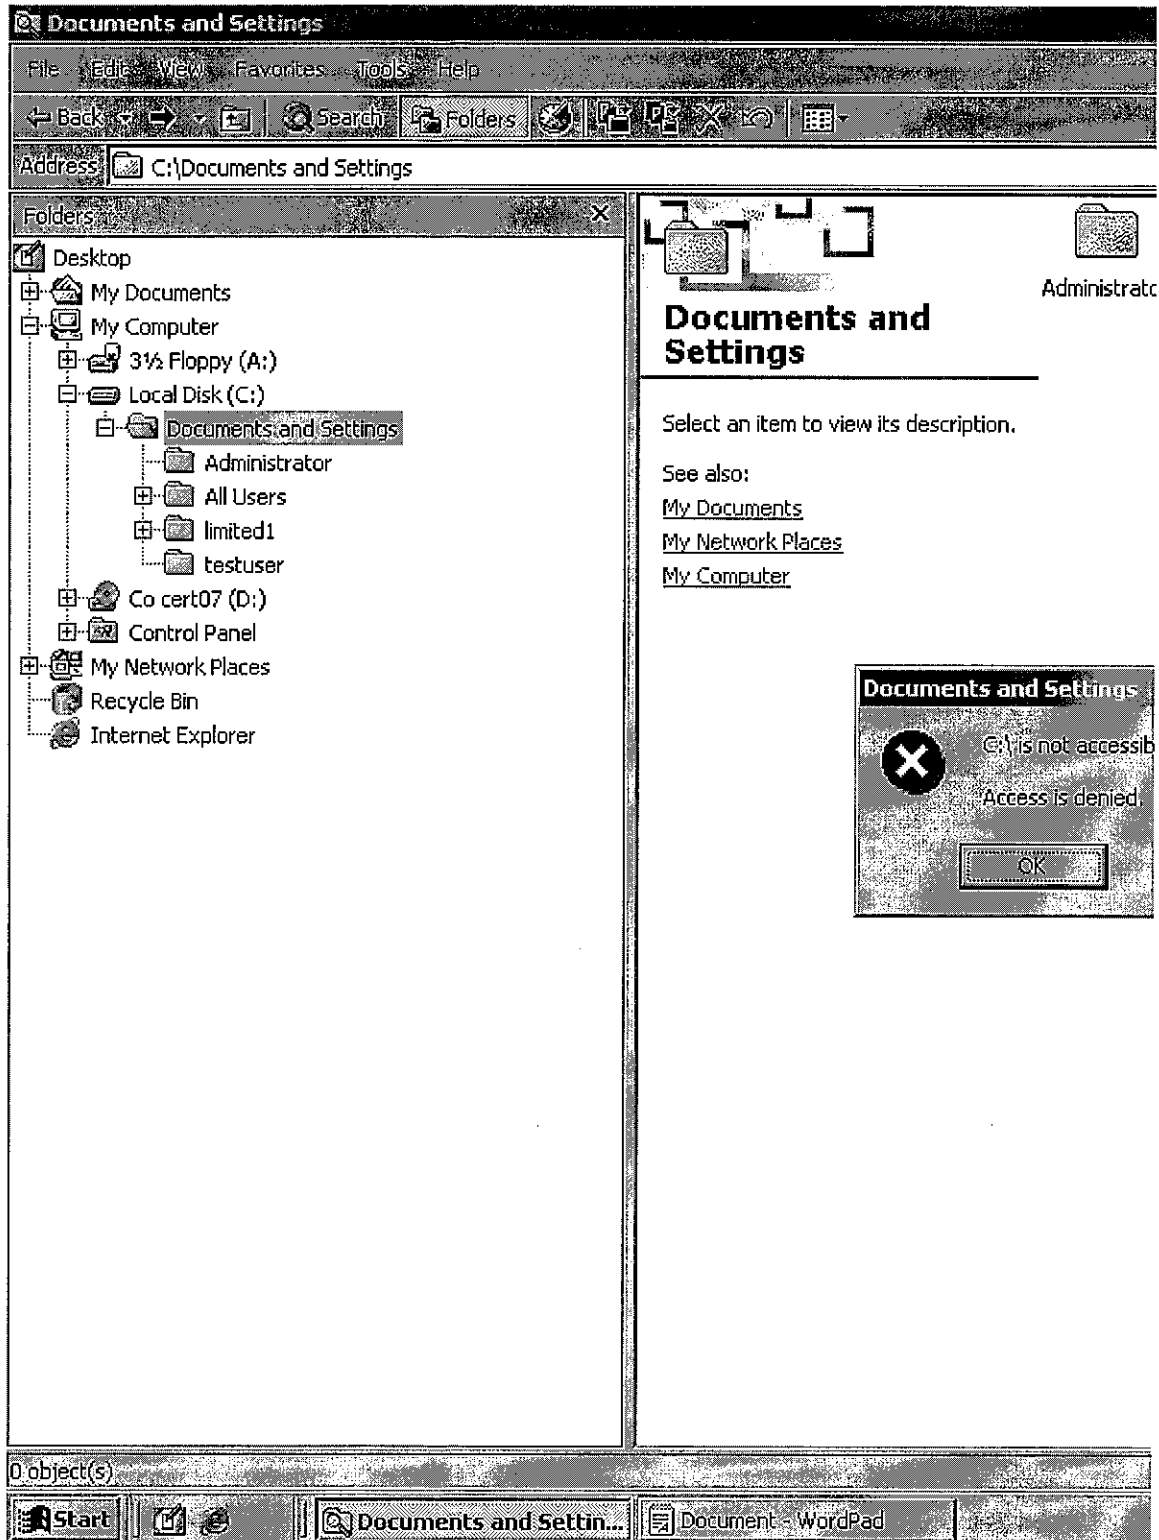 Documents and Settings
File Edit View Favorites Tools Help
Back Search Folders
Address C:\Documents and Settings
Folders
Desktop
My Documents
My Computer
3½ Floppy (A:)
Local Disk (C:)
Documents and Settings
Administrator
All Users
limited1
testuser
Co cert07 (D:)
Control Panel
My Network Places
Recycle Bin
Internet Explorer
Administrato
Documents and
Settings
Select an item to view its description.
See also:
My Documents
My Network Places
My Computer
Documents and Settings
C:\ is not accessib
Access is denied.
OK
0 object(s)
Start Documents and Settin... Document - WordPad